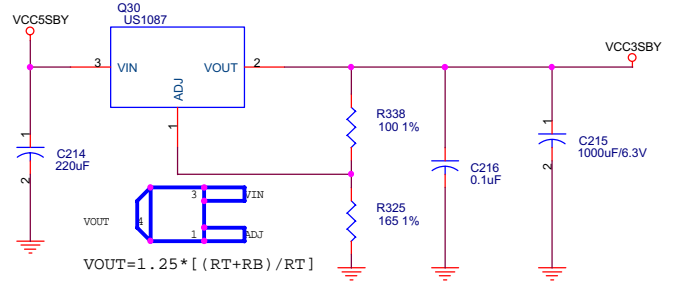 VCC5SBY
Q30
US1087
VCC3SBY
3 VIN
VOUT 2
ADJ
1
R338
100 1%
1
C214
220uF
2
C216
0.1uF
1
C215
1000uF/6.3V
2
R325
165 1%
3 VIN
VOUT 4
1 ADJ
VOUT=1.25*[(RT+RB)/RT]